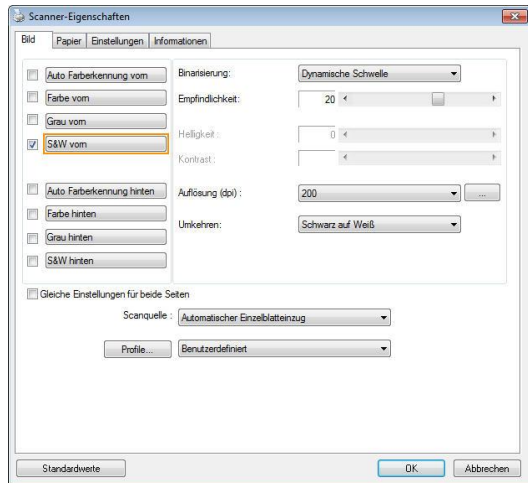 Scanner-Eigenschaften
Bild Papier Einstellungen Informationen
Auto Farberkennung vorn
Farbe vorn
Grau vorn
S&W vorn
Auto Farberkennung hinten
Farbe hinten
Grau hinten
S&W hinten
Binarisierung: Dynamische Schwelle
Empfindlichkeit: 20
Helligkeit : 0
Kontrast :
Auflösung (dpi) : 200 ...
Umkehren: Schwarz auf Weiß
Gleiche Einstellungen für beide Seiten
Scanquelle : Automatischer Einzelblatteinzug
Profile... Benutzerdefiniert
Standardwerte OK Abbrechen